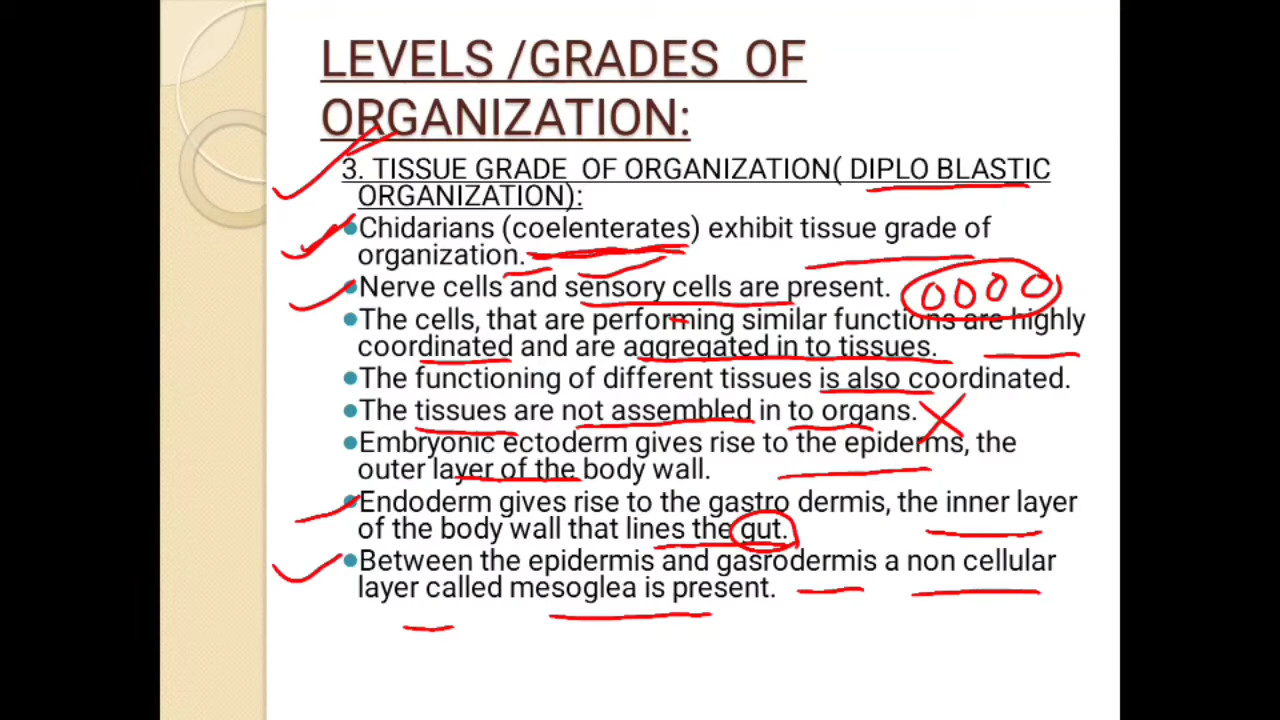 LEVELS /GRADES OF
ORGANIZATION:
3. TISSUE GRADE OF ORGANIZATION( DIPLO BLASTIC
ORGANIZATION):
Chidarians (coelenterates) exhibit tissue grade of
organization.
Nerve cells and sensory cells are present.
The cells, that are performing similar functions are highly
coordinated and are aggregated in to tissues.
The functioning of different tissues is also coordinated.
The tissues are not assembled in to organs.
Embryonic ectoderm gives rise to the epiderms, the
outer layer of the body wall.
Endoderm gives rise to the gastro dermis, the inner layer
of the body wall that lines the gut.
Between the epidermis and gasrodermis a non cellular
layer called mesoglea is present.